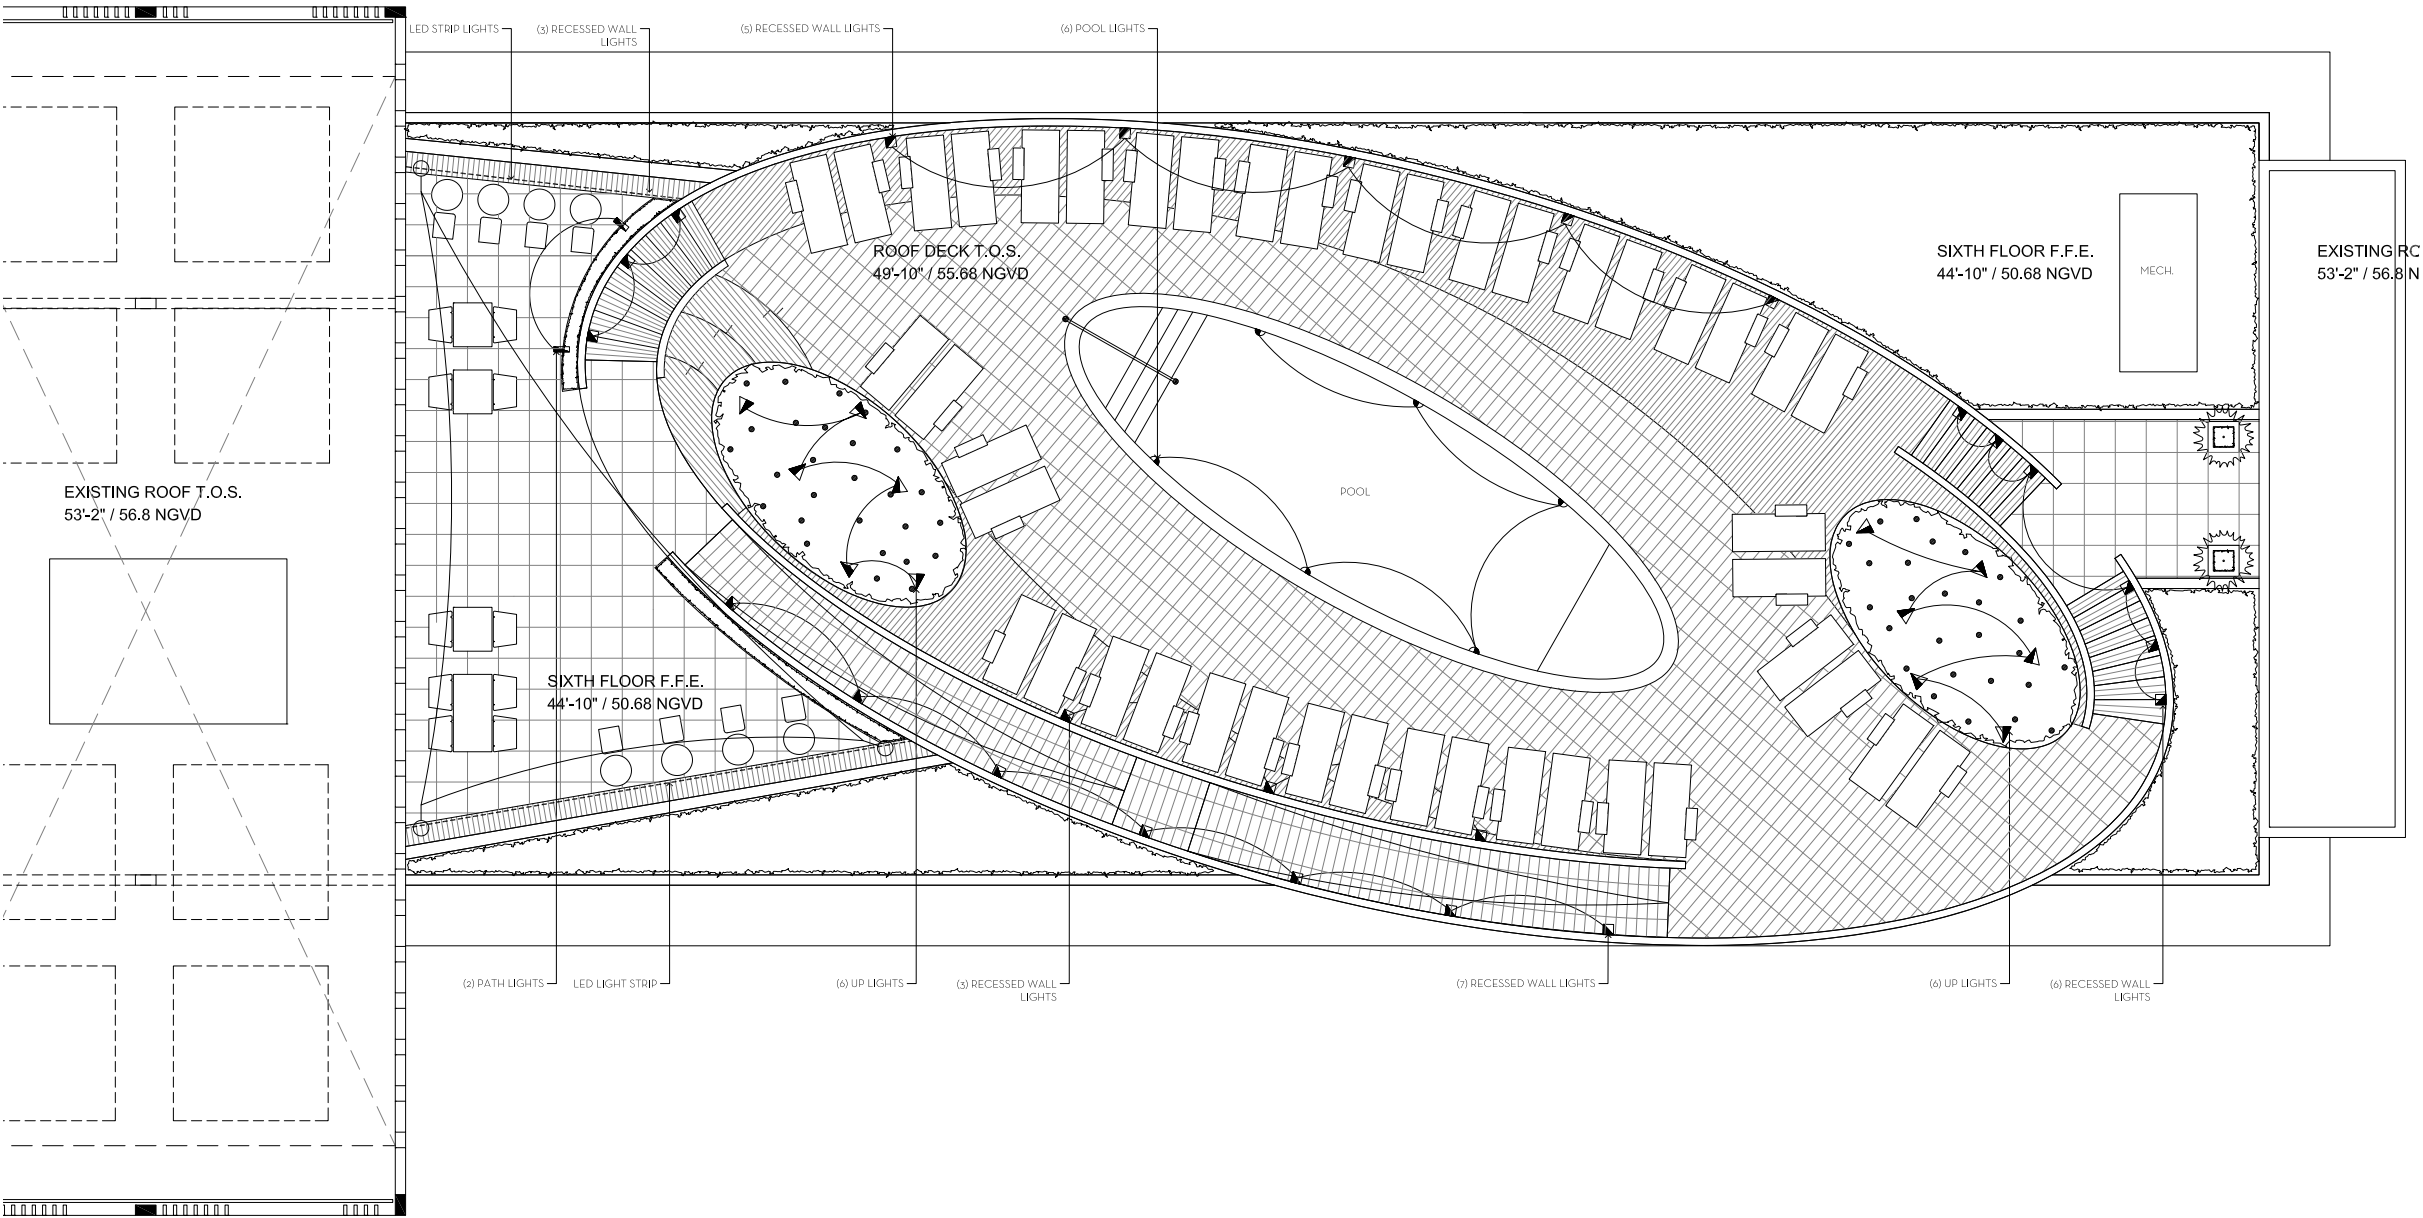 LED STRIP LIGHTS
(3) RECESSED WALL
LIGHTS
(5) RECESSED WALL LIGHTS
(6) POOL LIGHTS
ROOF DECK T.O.S.
49'-10" / 55.68 NGVD
SIXTH FLOOR F.F.E.
44'-10" / 50.68 NGVD
MECH.
EXISTING RO
53'-2" / 56.8 N
EXISTING ROOF T.O.S.
53'-2" / 56.8 NGVD
POOL
SIXTH FLOOR F.F.E.
44'-10" / 50.68 NGVD
(2) PATH LIGHTS
LED LIGHT STRIP
(6) UP LIGHTS
(3) RECESSED WALL
LIGHTS
(7) RECESSED WALL LIGHTS
(6) UP LIGHTS
(6) RECESSED WALL
LIGHTS